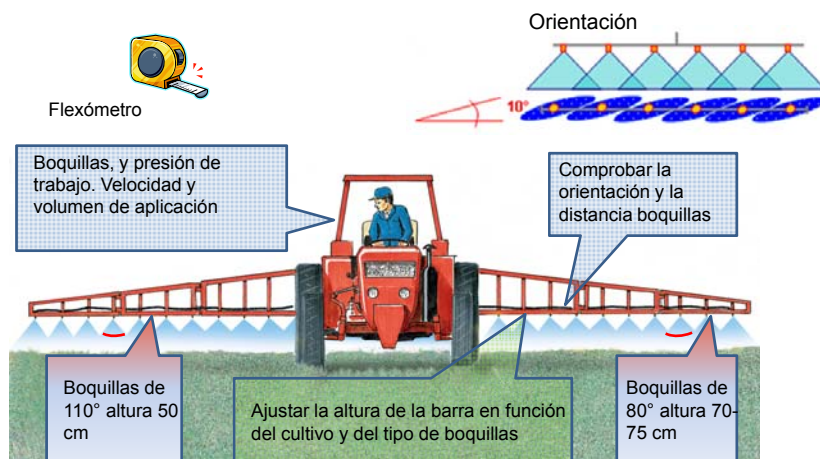 Orientación
Flexómetro
10°
Boquillas, y presión de
trabajo. Velocidad y
volumen de aplicación
Comprobar la
orientación y la
distancia boquillas
Boquillas de
110° altura 50
cm
Ajustar la altura de la barra en función
del cultivo y del tipo de boquillas
Boquillas de
80° altura 70-
75 cm